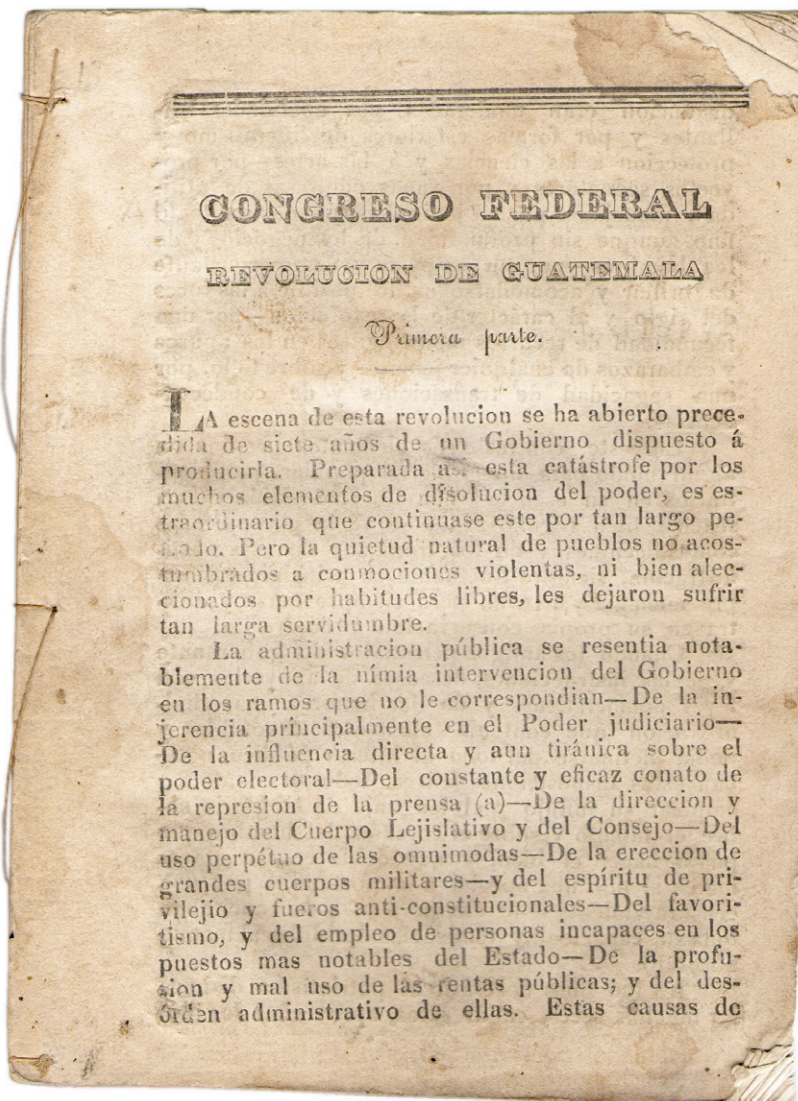 CONGRESO FEDERAL
REVOLUCION DE GUATEMALA
Primera parte.
LA escena de esta revolucion se ha abierto prece-
dida de siete años de un Gobierno dispuesto á
producirla. Preparada así esta catástrofe por los
muchos elementos de disolucion del poder, es es-
traordinario que continuase este por tan largo pe-
riodo. Pero la quietud natural de pueblos no acos-
tumbrados a conmociones violentas, ni bien alec-
cionados por habitudes libres, les dejaron sufrir
tan larga servidumbre.
La administracion pública se resentia nota-
blemente de la nímia intervencion del Gobierno
en los ramos que no le correspondian—De la in-
jerencia principalmente en el Poder judiciario—
De la influencia directa y aun tiránica sobre el
poder electoral—Del constante y eficaz conato de
la represion de la prensa (a)—De la direccion y
manejo del Cuerpo Lejislativo y del Consejo—Del
uso perpétuo de las omnimodas—De la ereccion de
grandes cuerpos militares—y del espíritu de pri-
vilejio y fueros anti-constitucionales—Del favori-
tismo, y del empleo de personas incapaces en los
puestos mas notables del Estado—De la profu-
sion y mal uso de las rentas públicas; y del des-
órden administrativo de ellas. Estas causas de